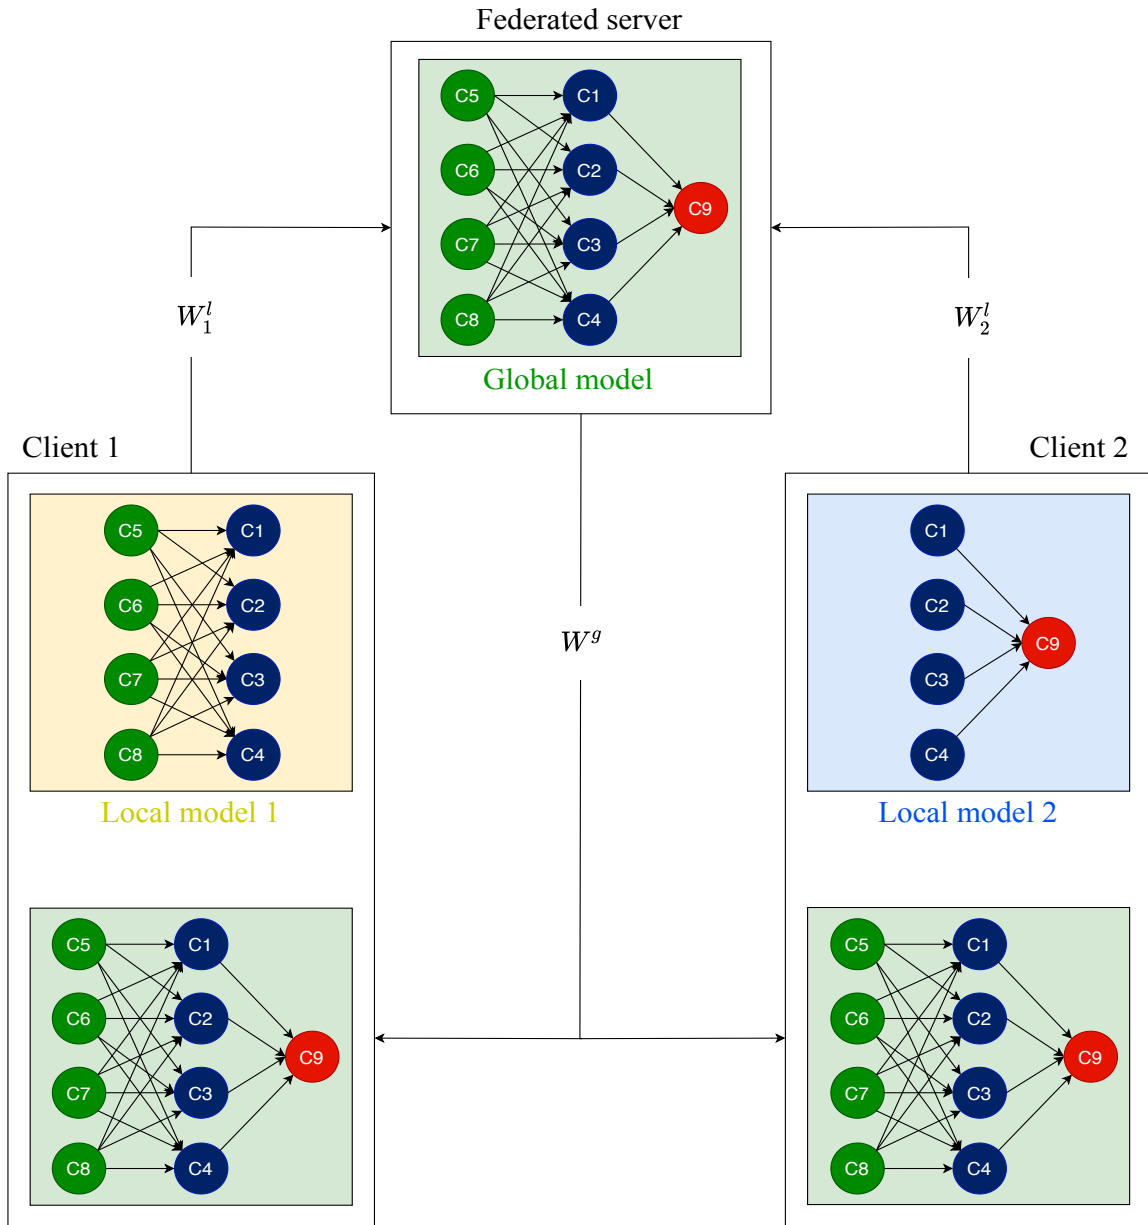 Federated server
C5 C1
C6 C2
C9
C7 C3
C8 C4
Global model
W_1^l
W_2^l
Client 1
Client 2
C5 C1
C6 C2
C7 C3
C8 C4
Local model 1
W^g
C1
C2
C9
C3
C4
Local model 2
C5 C1
C6 C2
C9
C7 C3
C8 C4
C5 C1
C6 C2
C9
C7 C3
C8 C4